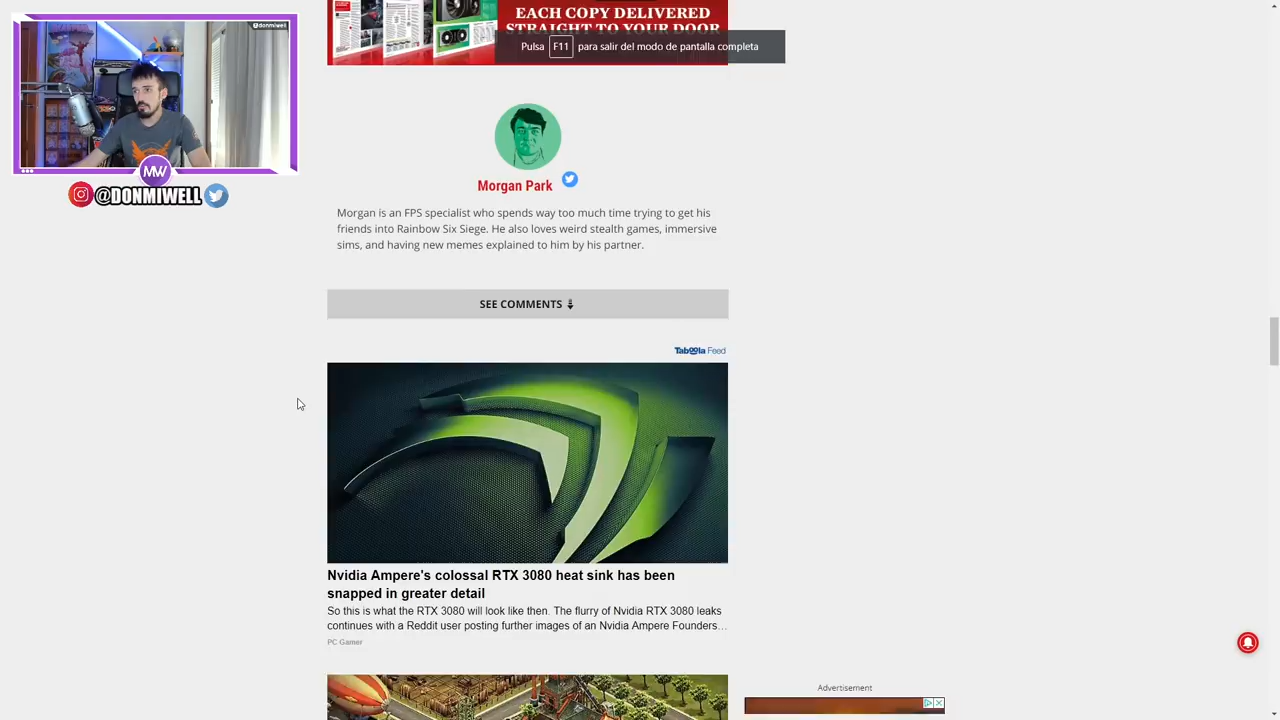 EACH COPY DELIVERED
STRAIGHT TO YOUR DOOR
Pulsa F11 para salir del modo de pantalla completa
donmiwell
MW
@DONMIWELL
Morgan Park
Morgan is an FPS specialist who spends way too much time trying to get his
friends into Rainbow Six Siege. He also loves weird stealth games, immersive
sims, and having new memes explained to him by his partner.
SEE COMMENTS
Taboola Feed
Nvidia Ampere's colossal RTX 3080 heat sink has been
snapped in greater detail
So this is what the RTX 3080 will look like then. The flurry of Nvidia RTX 3080 leaks
continues with a Reddit user posting further images of an Nvidia Ampere Founders…
PC Gamer
Advertisement